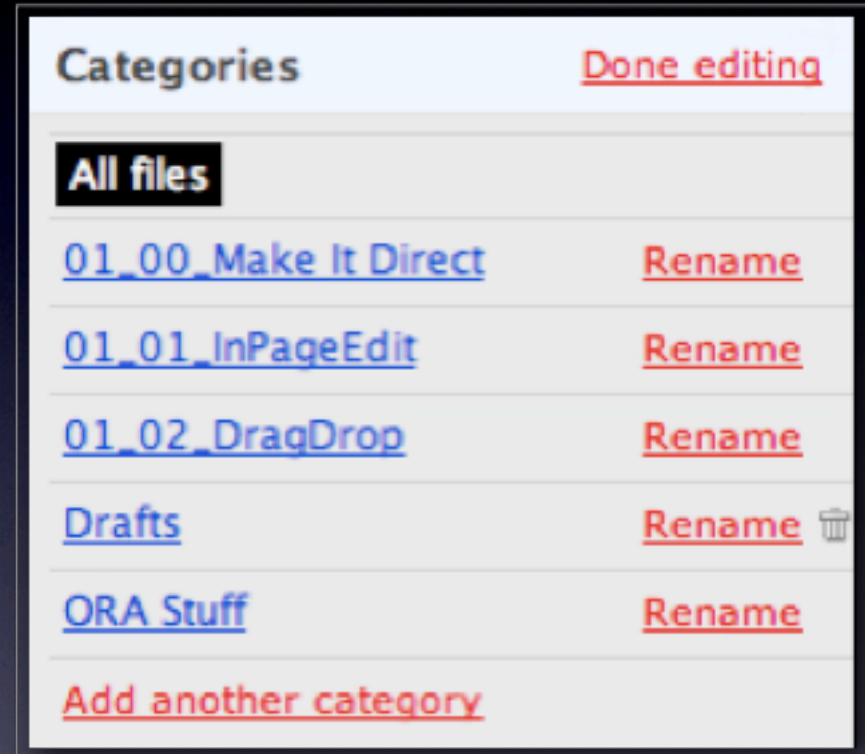 Categories Done editing
All files
01_00_Make It Direct Rename
01_01_InPageEdit Rename
01_02_DragDrop Rename
Drafts Rename
ORA Stuff Rename
Add another category